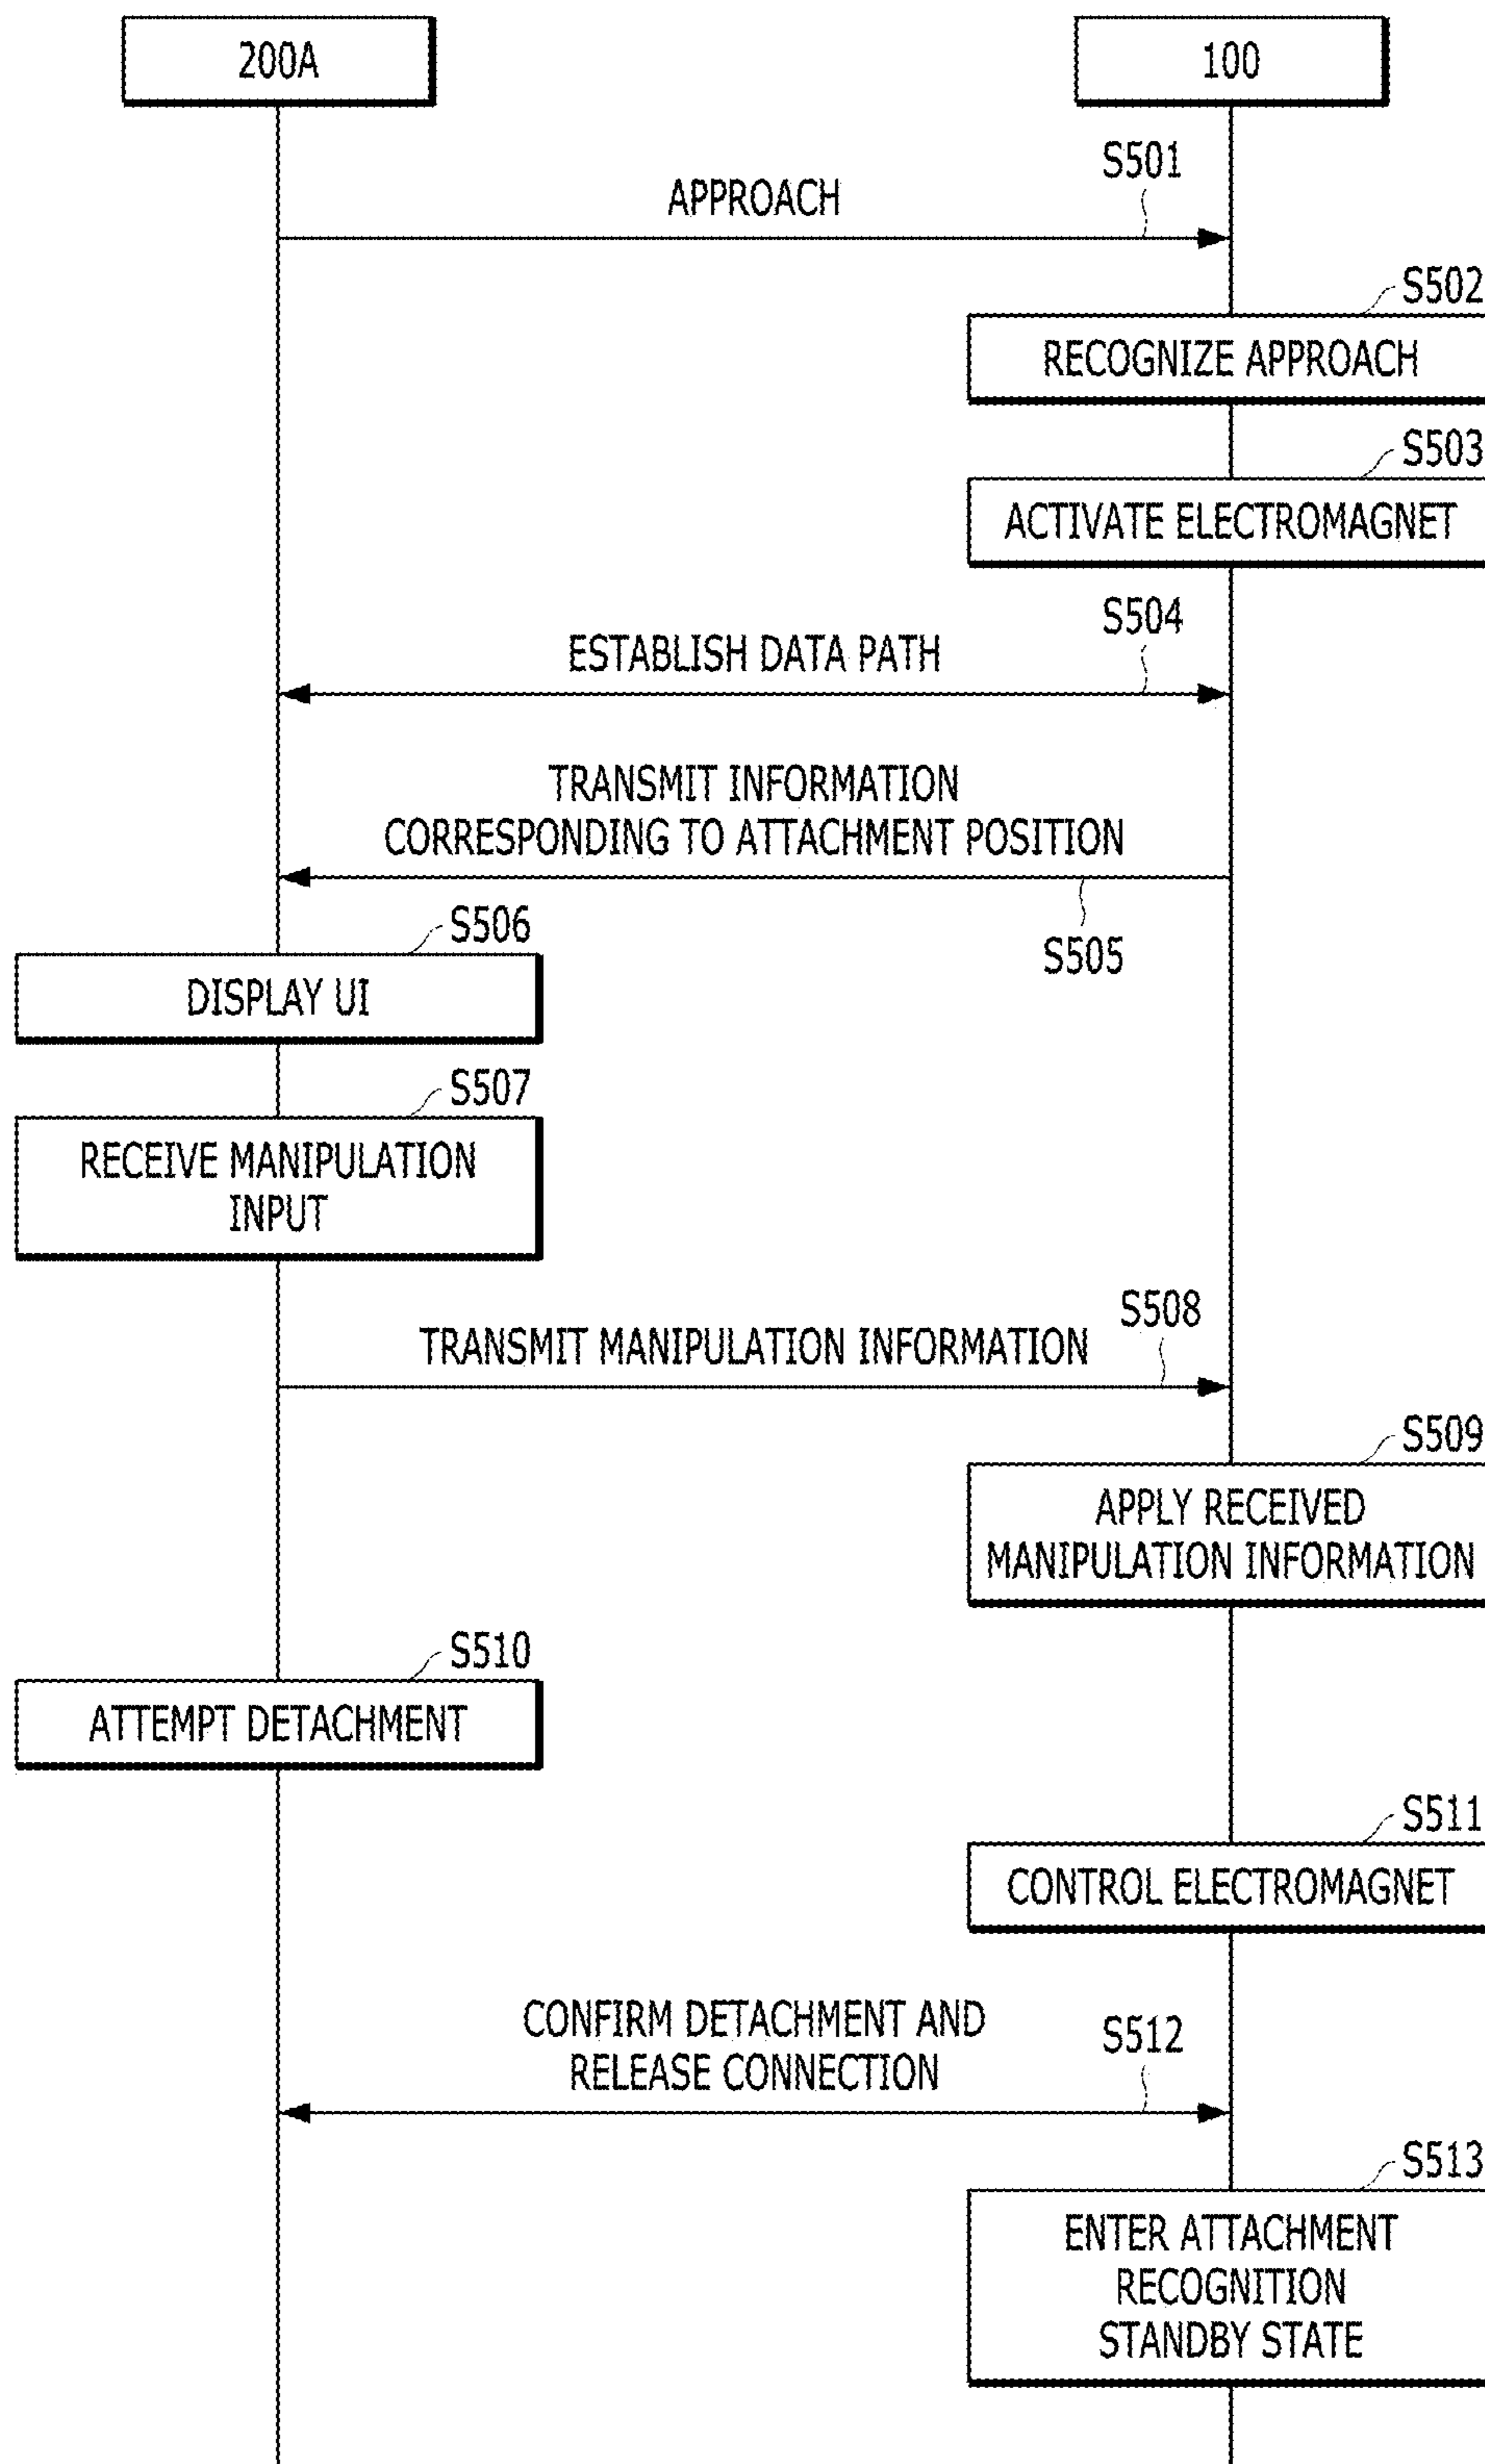 200A
100
S501
APPROACH
S502
RECOGNIZE APPROACH
S503
ACTIVATE ELECTROMAGNET
S504
ESTABLISH DATA PATH
TRANSMIT INFORMATION
CORRESPONDING TO ATTACHMENT POSITION
S505
S506
DISPLAY UI
S507
RECEIVE MANIPULATION
INPUT
S508
TRANSMIT MANIPULATION INFORMATION
S509
APPLY RECEIVED
MANIPULATION INFORMATION
S510
ATTEMPT DETACHMENT
S511
CONTROL ELECTROMAGNET
CONFIRM DETACHMENT AND
RELEASE CONNECTION
S512
S513
ENTER ATTACHMENT
RECOGNITION
STANDBY STATE